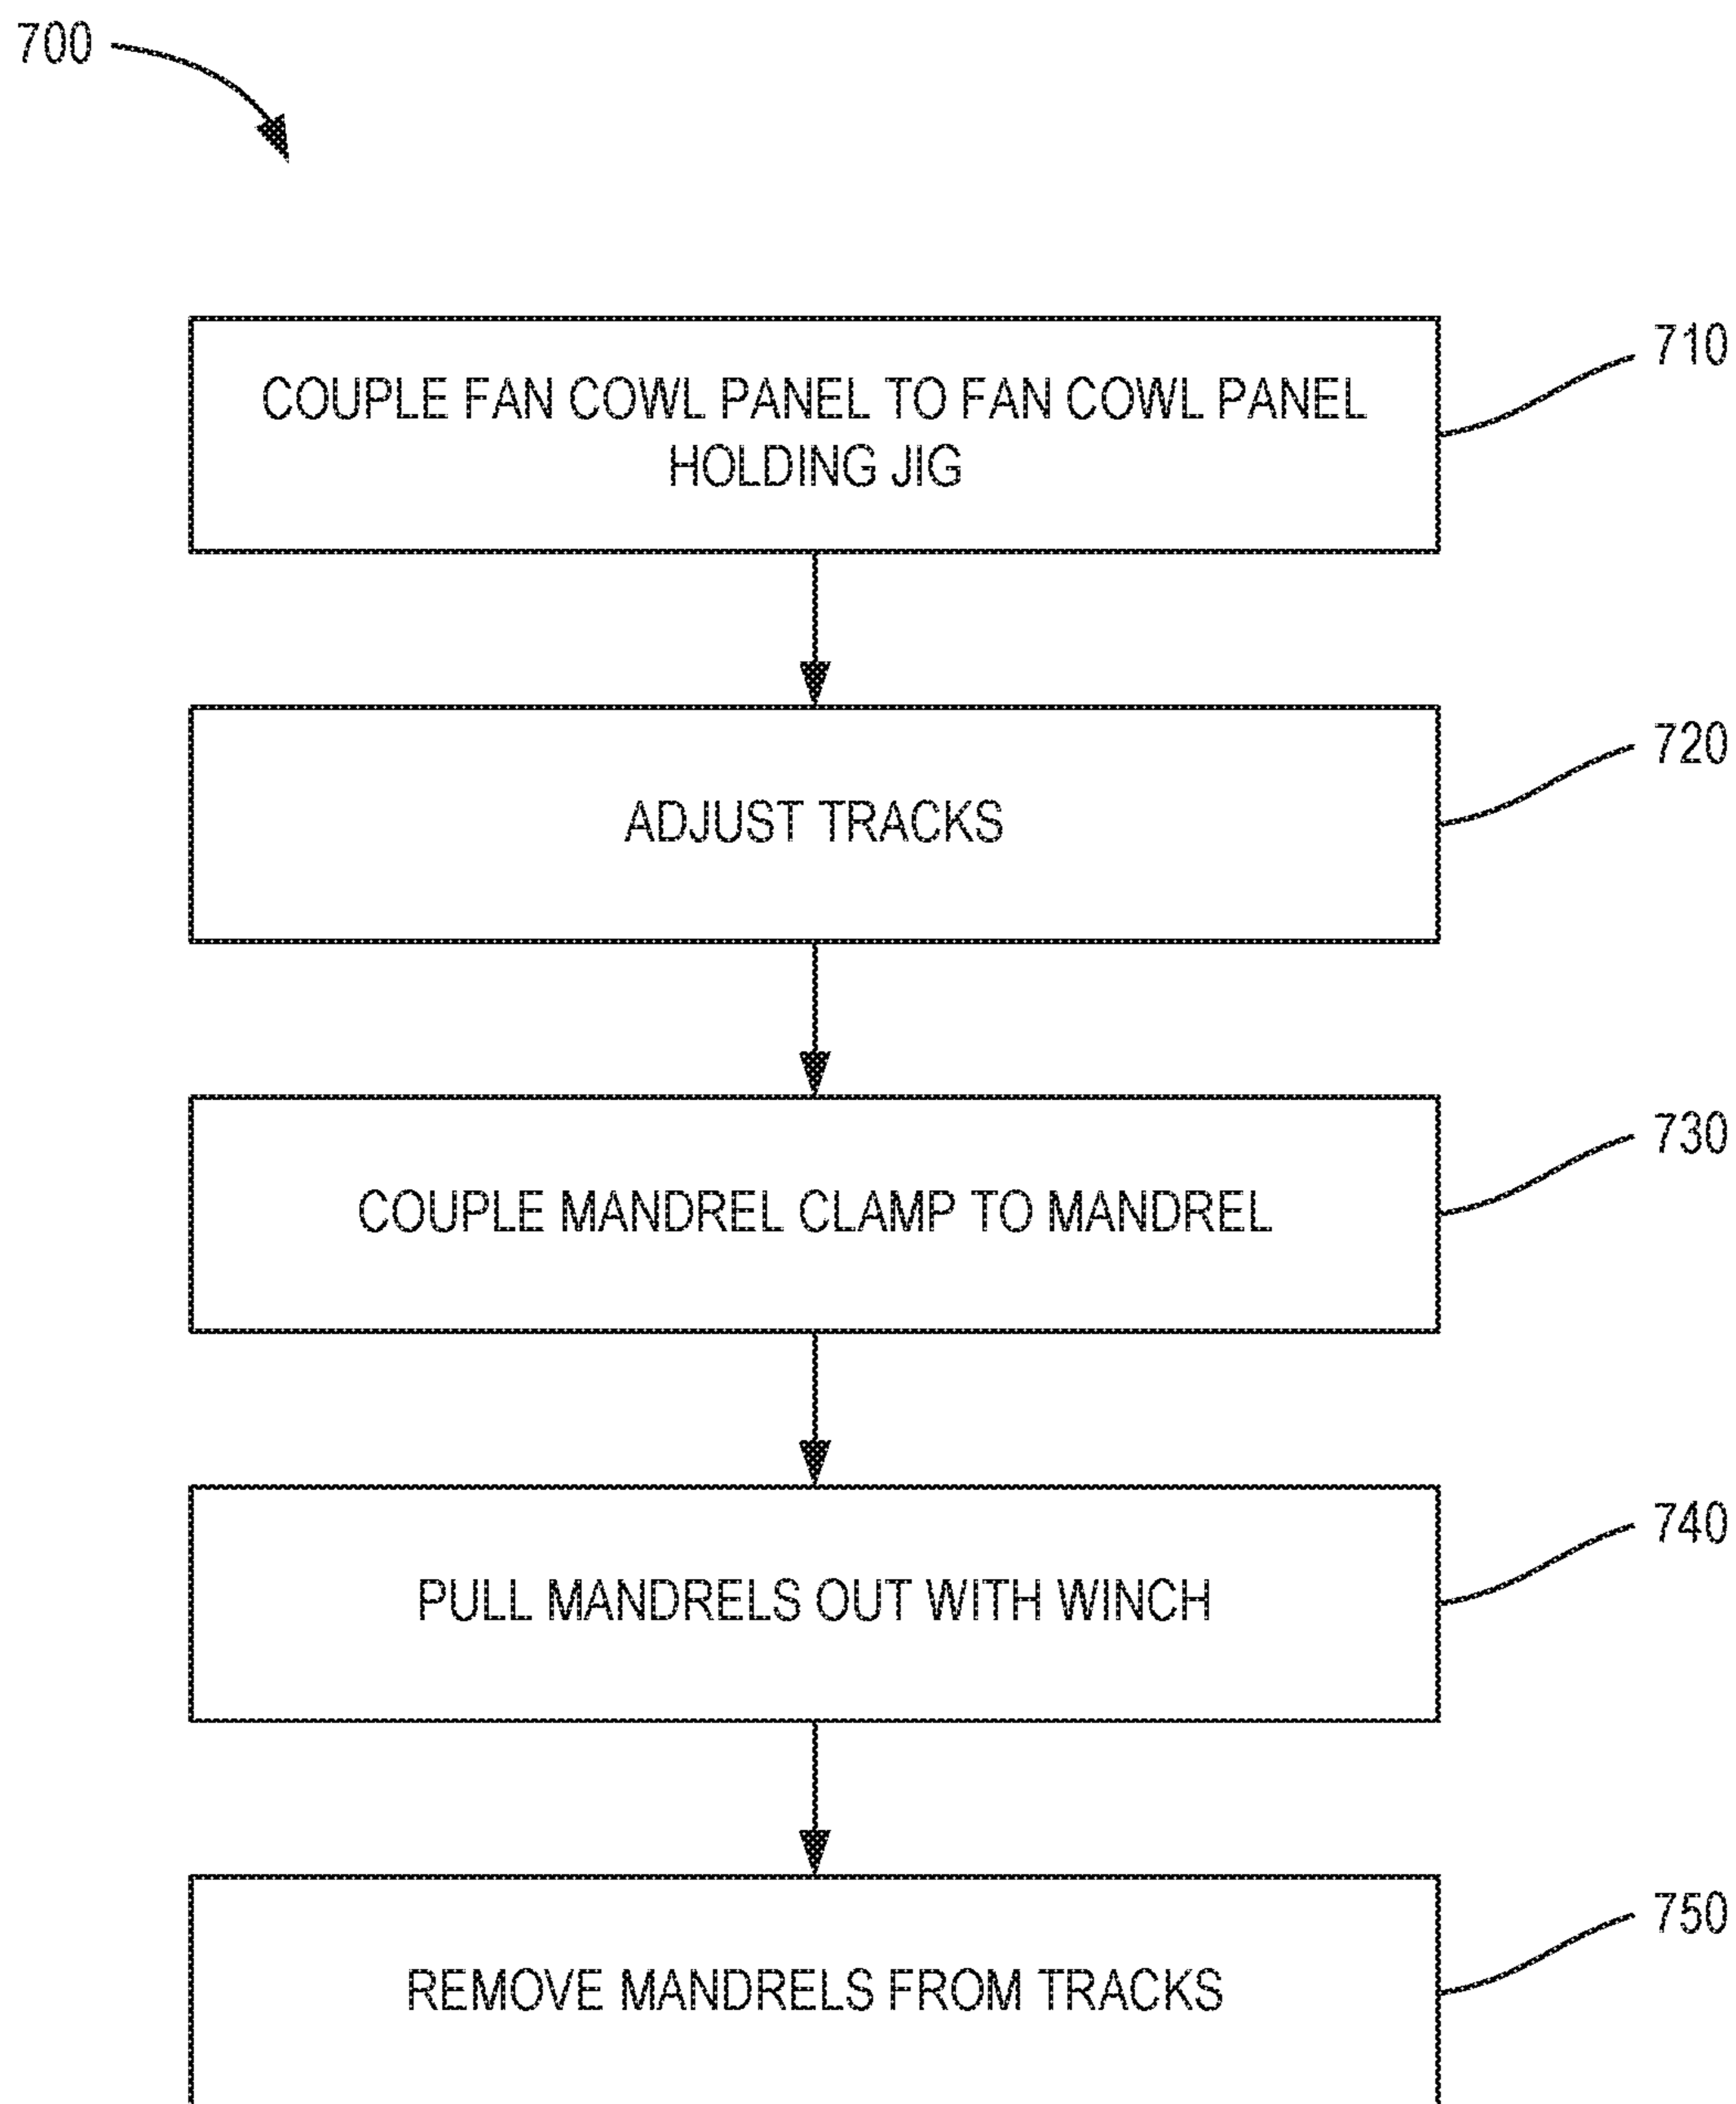 700
COUPLE FAN COWL PANEL TO FAN COWL PANEL
HOLDING JIG
710
ADJUST TRACKS
720
COUPLE MANDREL CLAMP TO MANDREL
730
PULL MANDRELS OUT WITH WINCH
740
REMOVE MANDRELS FROM TRACKS
750